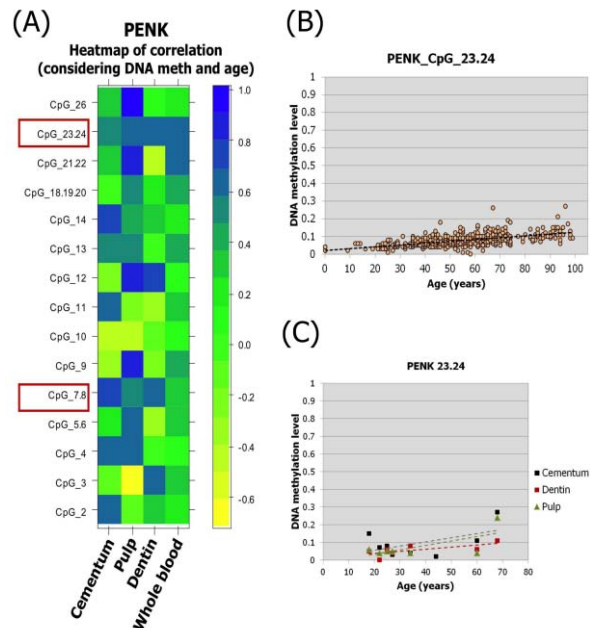 (A)
PENK
Heatmap of correlation
(considering DNA meth and age)
CpG_26
CpG_23.24
CpG_21.22
CpG_18.19.20
CpG_14
CpG_13
CpG_12
CpG_11
CpG_10
CpG_9
CpG_7.8
CpG_5.6
CpG_4
CpG_3
CpG_2
Cementum
Pulp
Dentin
Whole blood
1.0
0.8
0.6
0.4
0.2
0.0
-0.2
-0.4
-0.6
(B)
PENK_CpG_23.24
DNA methylation level
1
0.9
0.8
0.7
0.6
0.5
0.4
0.3
0.2
0.1
0
0 10 20 30 40 50 60 70 80 90 100
Age (years)
(C)
PENK 23.24
DNA methylation level
1
0.9
0.8
0.7
0.6
0.5
0.4
0.3
0.2
0.1
0
10 20 30 40 50 60 70 80
Age (years)
Cementum
Dentin
Pulp